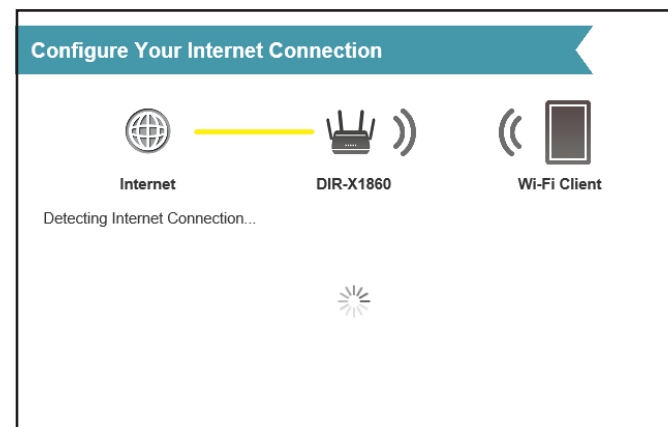 Configure Your Internet Connection
Internet
DIR-X1860
Wi-Fi Client
Detecting Internet Connection...